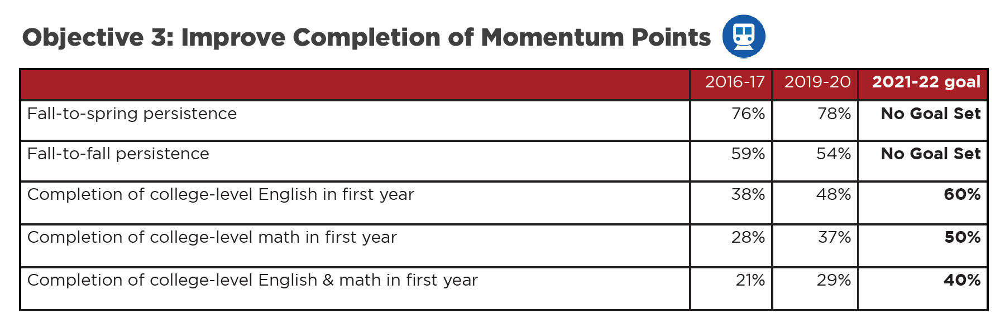 Objective 3: Improve Completion of Momentum Points
2016-17 2019-20 2021-22 goal
Fall-to-spring persistence 76% 78% No Goal Set
Fall-to-fall persistence 59% 54% No Goal Set
Completion of college-level English in first year 38% 48% 60%
Completion of college-level math in first year 28% 37% 50%
Completion of college-level English & math in first year 21% 29% 40%